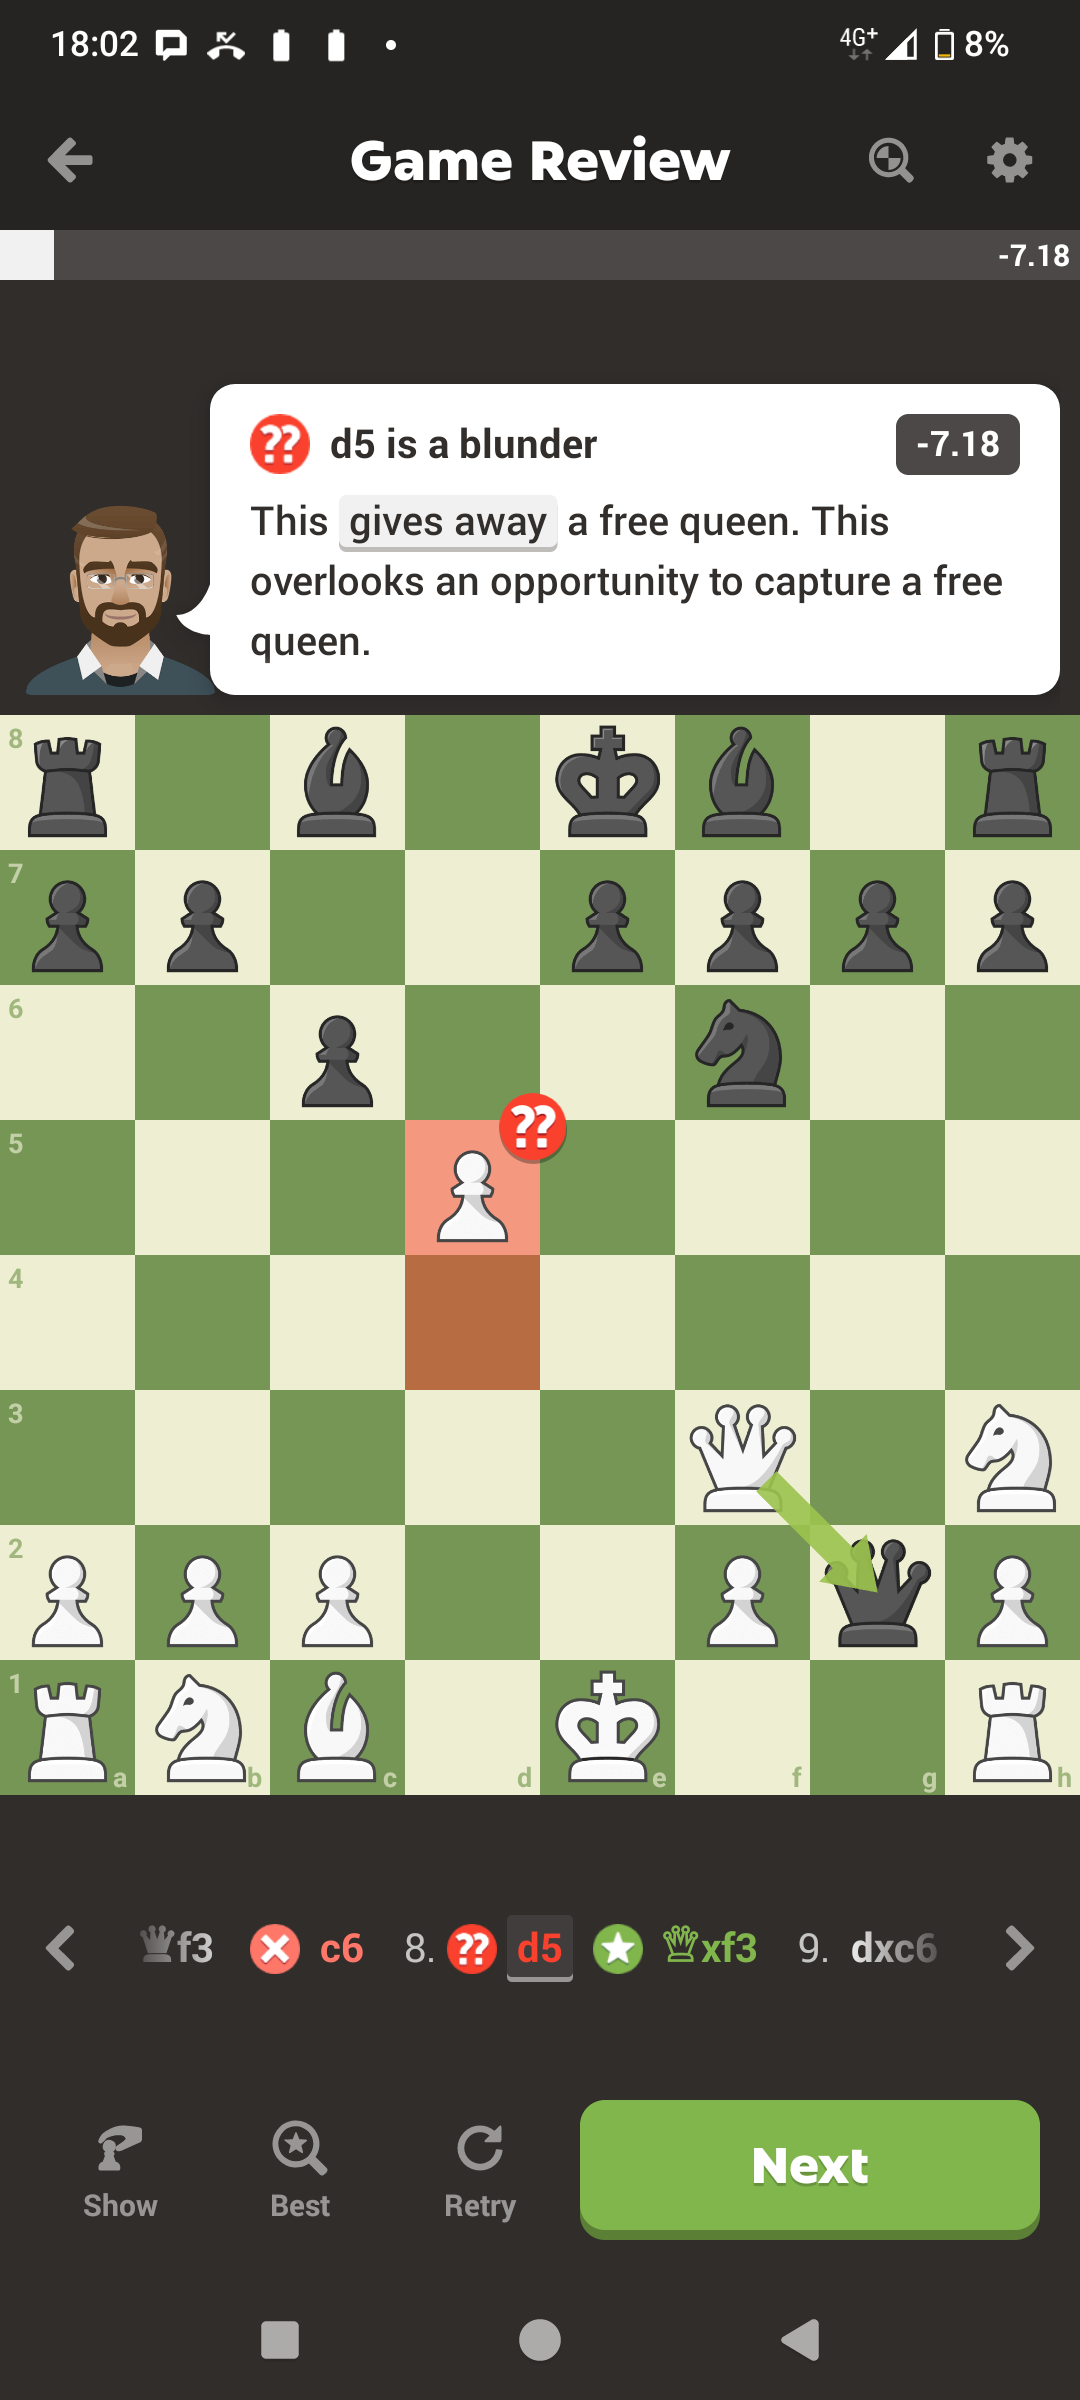 18:02
4G+
8%
Game Review
-7.18
?? d5 is a blunder
-7.18
This gives away a free queen. This
overlooks an opportunity to capture a free
queen.
8
7
6
??
5
4
3
2
1
a b c d e f g h
f3 c6 8. ?? d5 xf3 9. dxc6
Show Best Retry Next